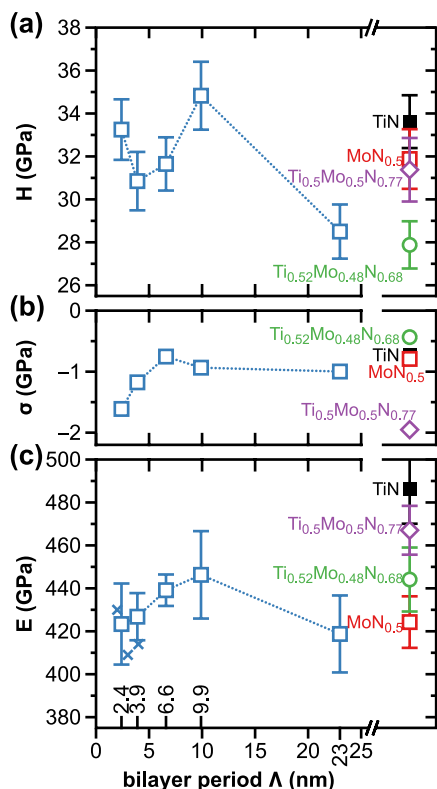 (a)
38
36
34
32
30
28
26
H (GPa)
TiN
MoN0.5
Ti0.5Mo0.5N0.77
Ti0.52Mo0.48N0.68
(b)
0
−1
−2
σ (GPa)
Ti0.52Mo0.48N0.68
TiN
MoN0.5
Ti0.5Mo0.5N0.77
(c)
500
480
460
440
420
400
380
E (GPa)
TiN
Ti0.5Mo0.5N0.77
Ti0.52Mo0.48N0.68
MoN0.5
2.4
3.9
6.6
9.9
23
0 5 10 15 20 25
bilayer period Λ (nm)